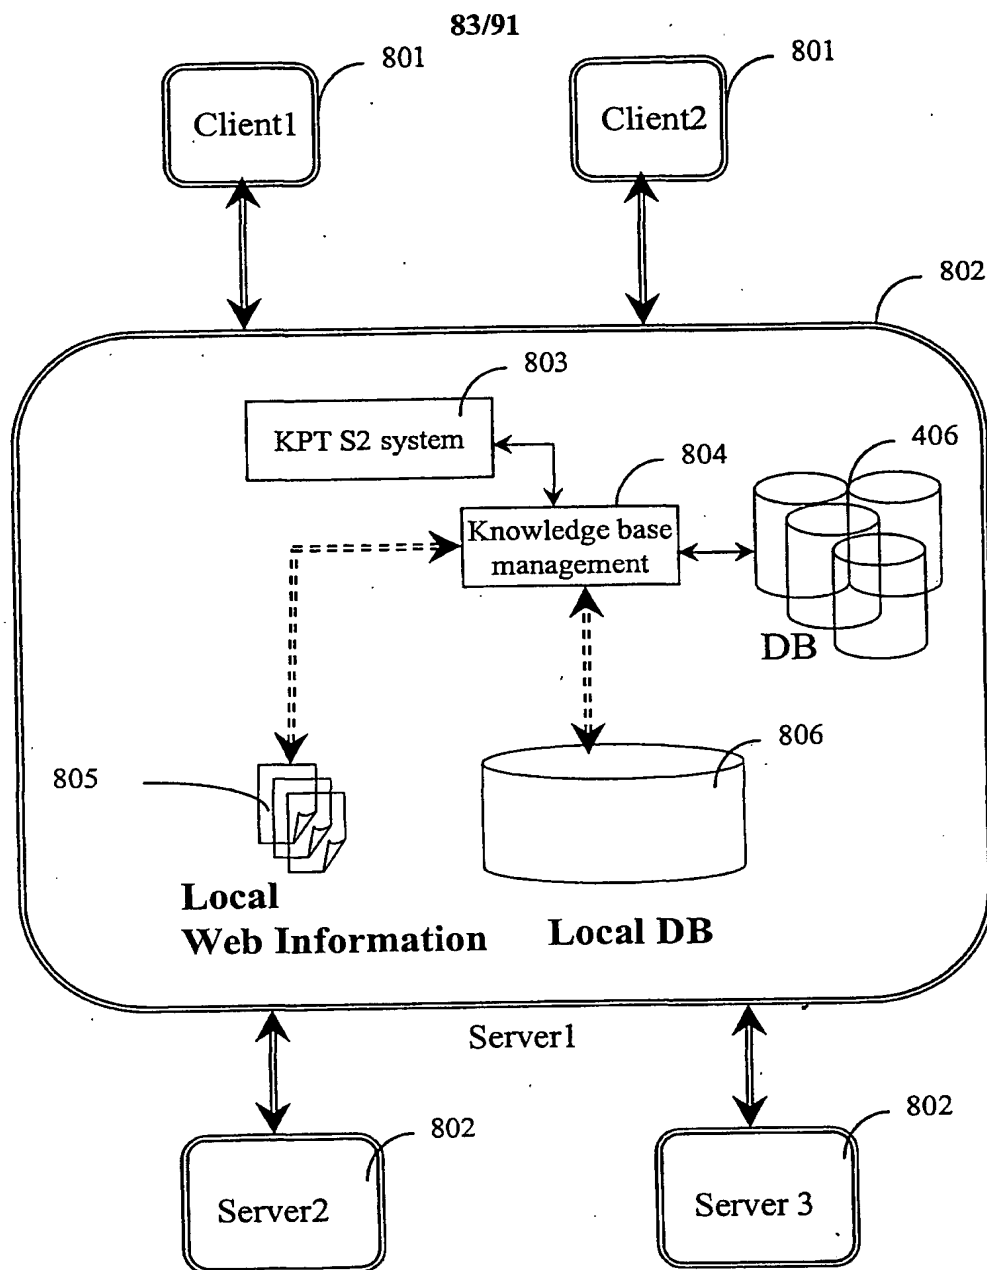 83/91
801
801
Client1
Client2
802
803
KPT S2 system
406
804
Knowledge base
management
DB
806
805
Local
Web Information
Local DB
Server1
802
802
Server2
Server 3